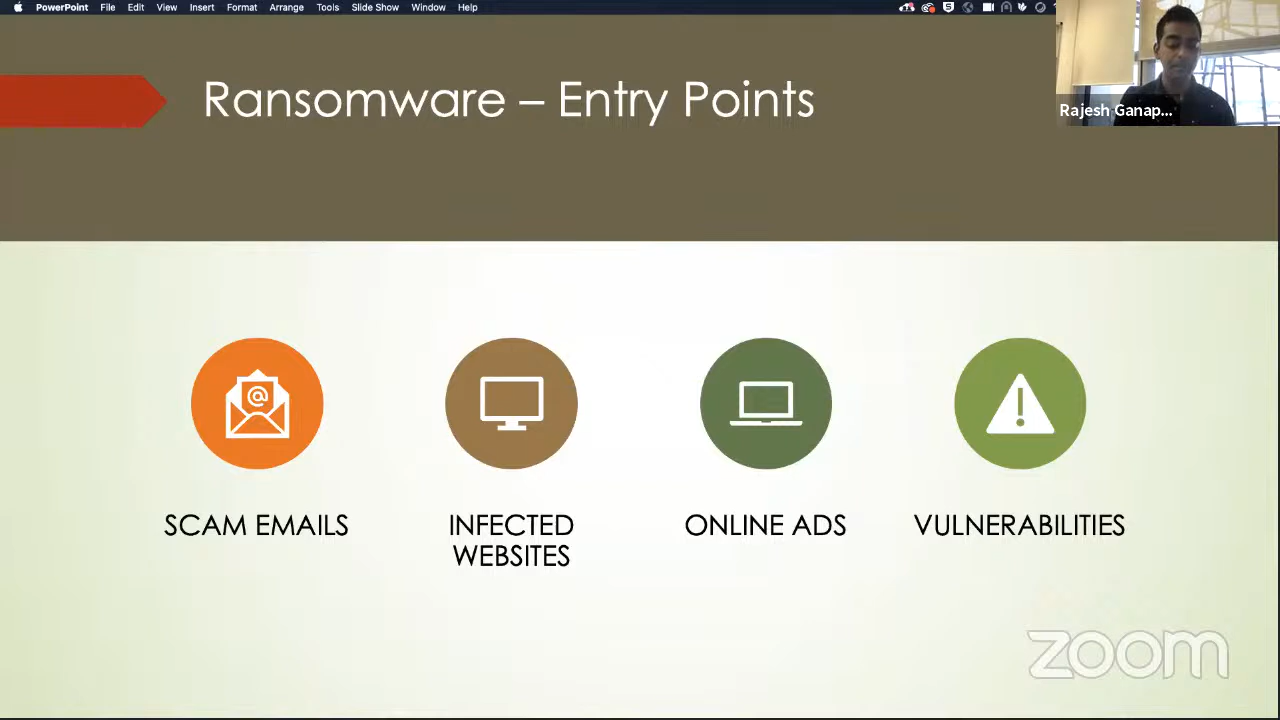 PowerPoint File Edit View Insert Format Arrange Tools Slide Show Window Help
Ransomware – Entry Points
Rajesh Ganap...
SCAM EMAILS
INFECTED
WEBSITES
ONLINE ADS
VULNERABILITIES
zoom